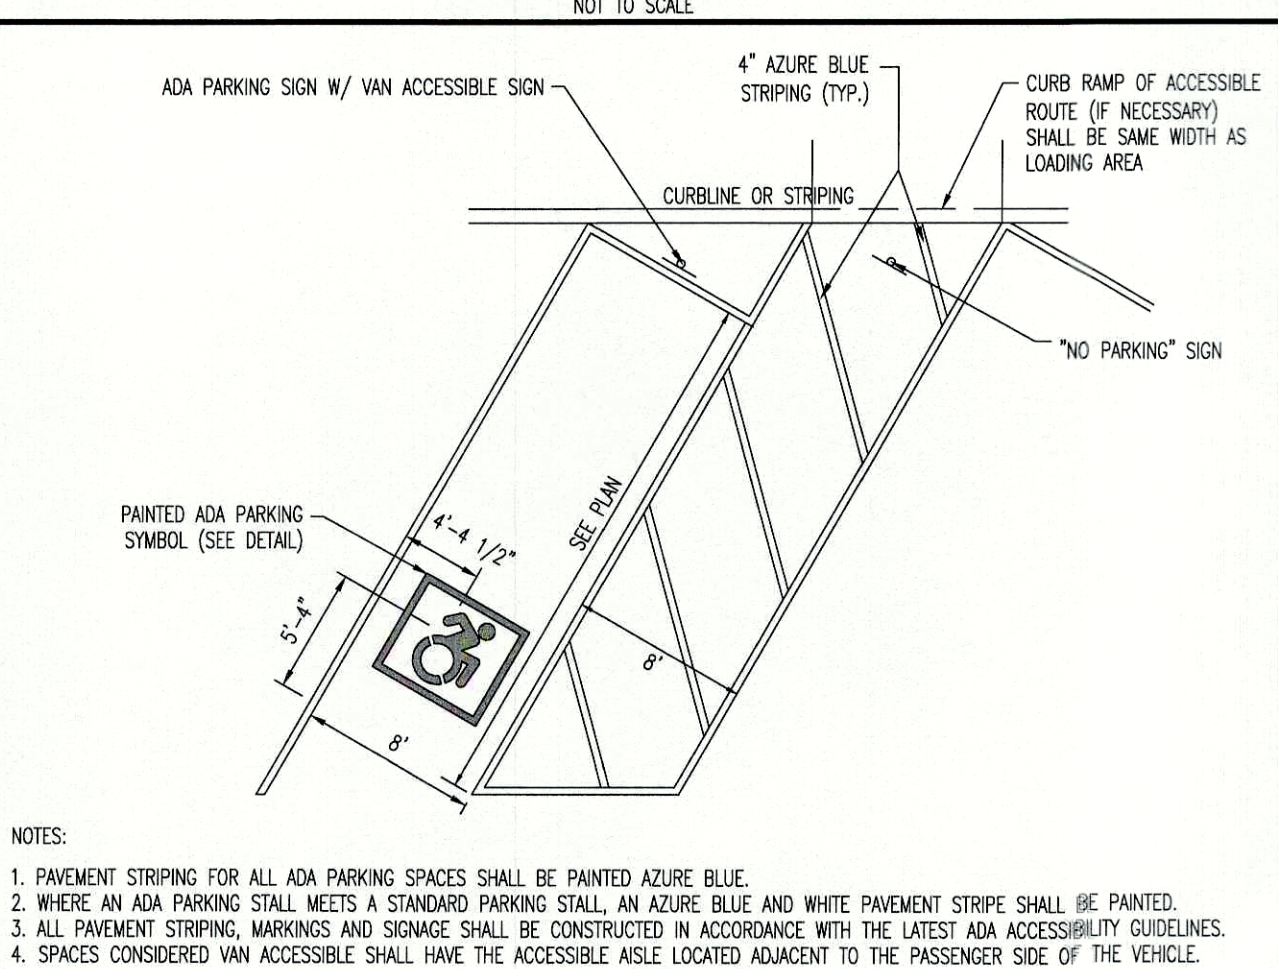 NOT TO SCALE
ADA PARKING SIGN W/ VAN ACCESSIBLE SIGN
4" AZURE BLUE
STRIPING (TYP.)
CURB RAMP OF ACCESSIBLE
ROUTE (IF NECESSARY)
SHALL BE SAME WIDTH AS
LOADING AREA
CURBLINE OR STRIPING
"NO PARKING" SIGN
SEE PLAN
PAINTED ADA PARKING
SYMBOL (SEE DETAIL)
4'-4 1/2"
5'-4"
8'
8'
NOTES:
1. PAVEMENT STRIPING FOR ALL ADA PARKING SPACES SHALL BE PAINTED AZURE BLUE.
2. WHERE AN ADA PARKING STALL MEETS A STANDARD PARKING STALL, AN AZURE BLUE AND WHITE PAVEMENT STRIPE SHALL BE PAINTED.
3. ALL PAVEMENT STRIPING, MARKINGS AND SIGNAGE SHALL BE CONSTRUCTED IN ACCORDANCE WITH THE LATEST ADA ACCESSIBILITY GUIDELINES.
4. SPACES CONSIDERED VAN ACCESSIBLE SHALL HAVE THE ACCESSIBLE AISLE LOCATED ADJACENT TO THE PASSENGER SIDE OF THE VEHICLE.